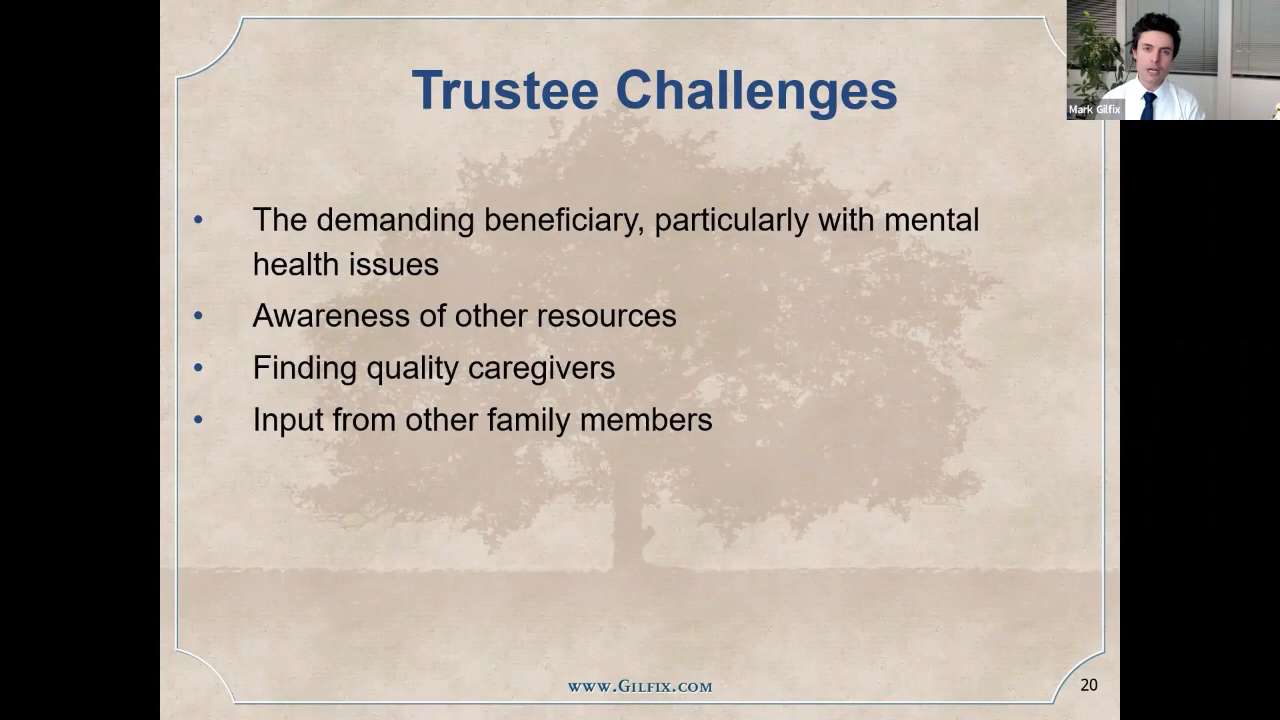 Trustee Challenges
Mark Gilfix
• The demanding beneficiary, particularly with mental
health issues
• Awareness of other resources
• Finding quality caregivers
• Input from other family members
www.Gilfix.com
20